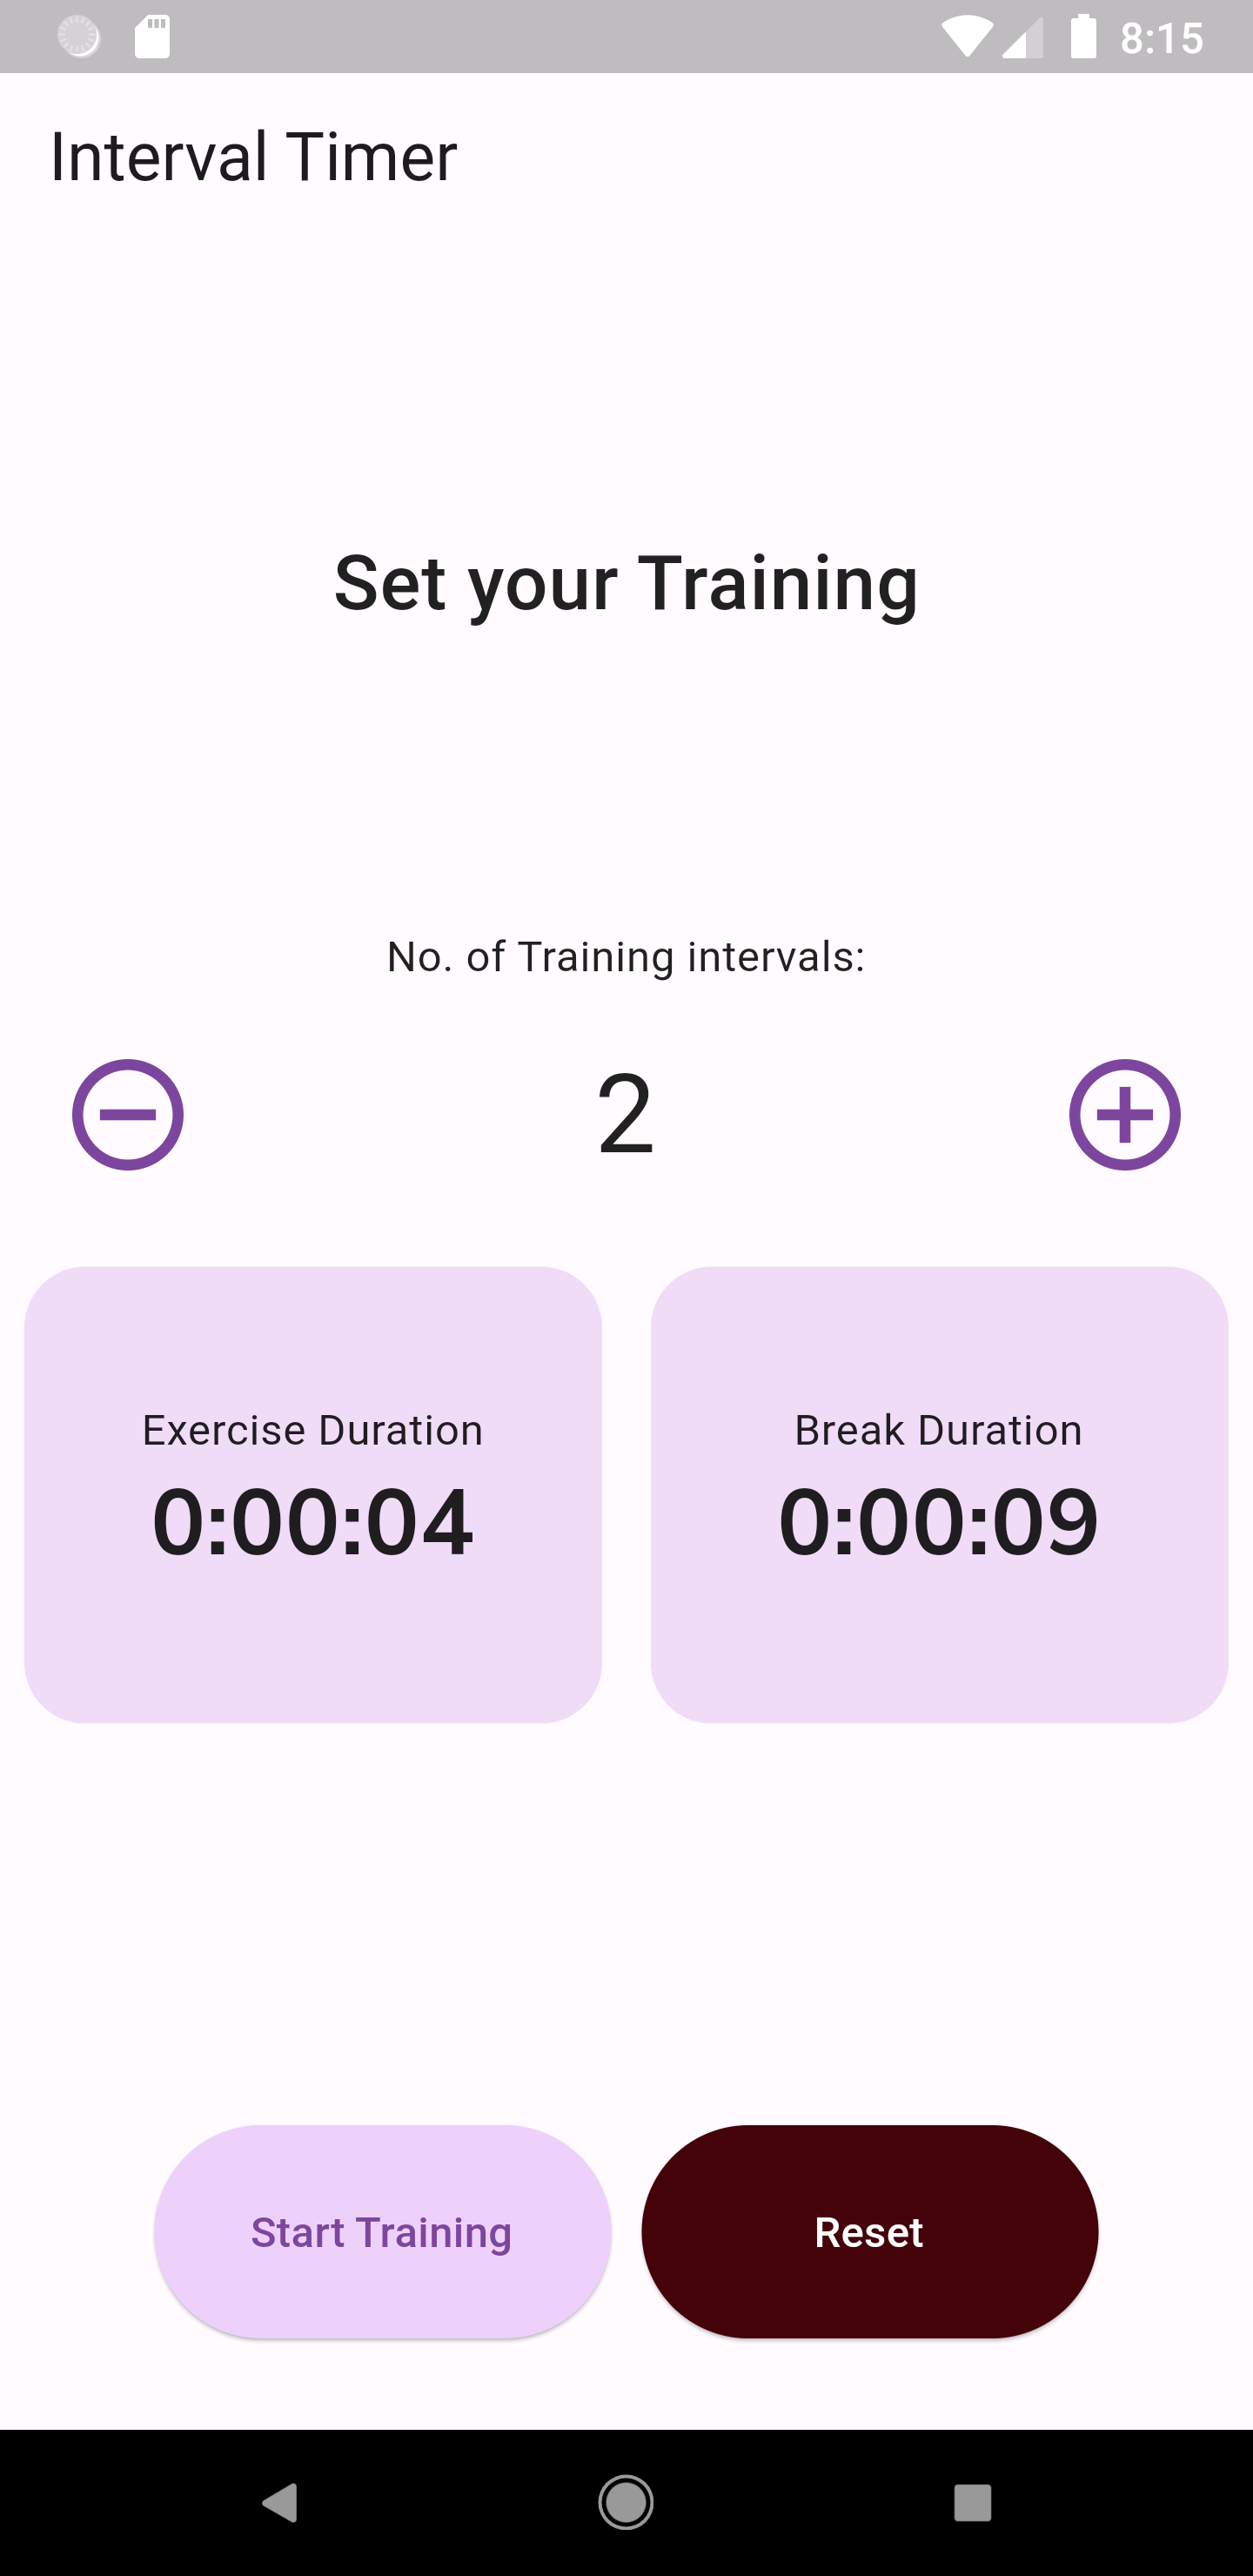 8:15
Interval Timer
Set your Training
No. of Training intervals:
2
Exercise Duration
0:00:04
Break Duration
0:00:09
Start Training
Reset